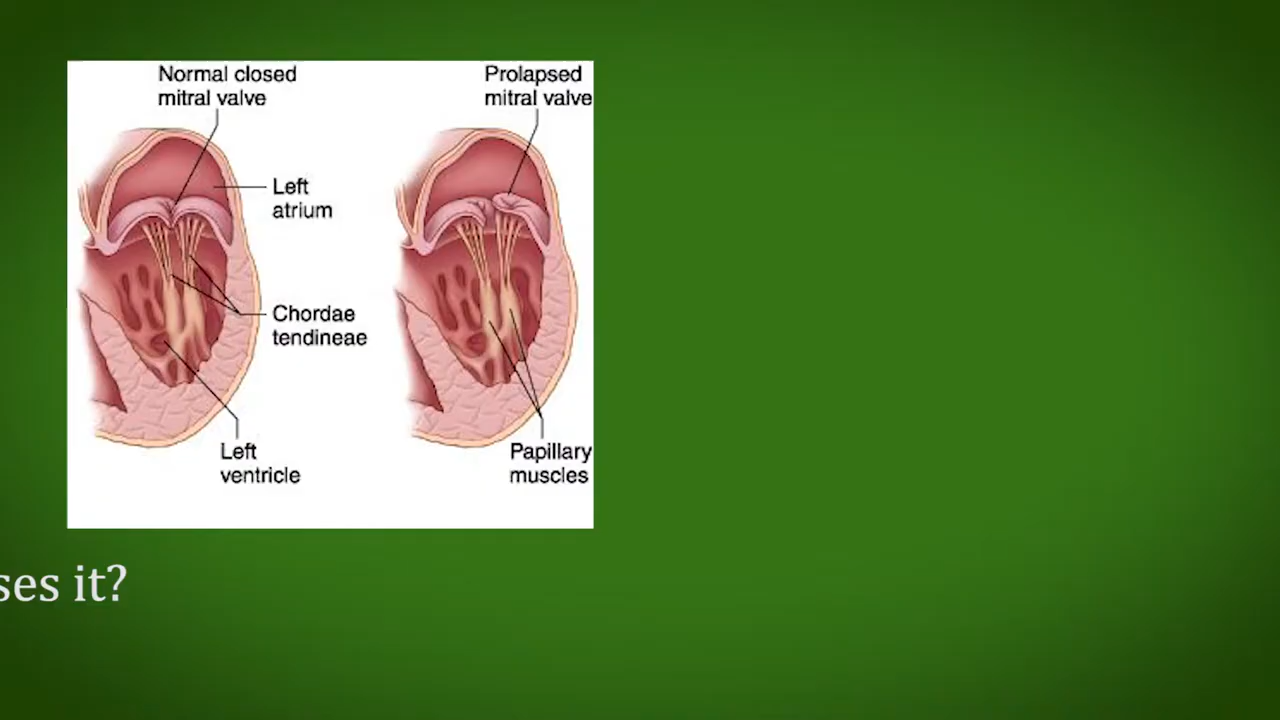 Normal closed
mitral valve
Prolapsed
mitral valve
Left
atrium
Chordae
tendineae
Left
ventricle
Papillary
muscles
ses it?